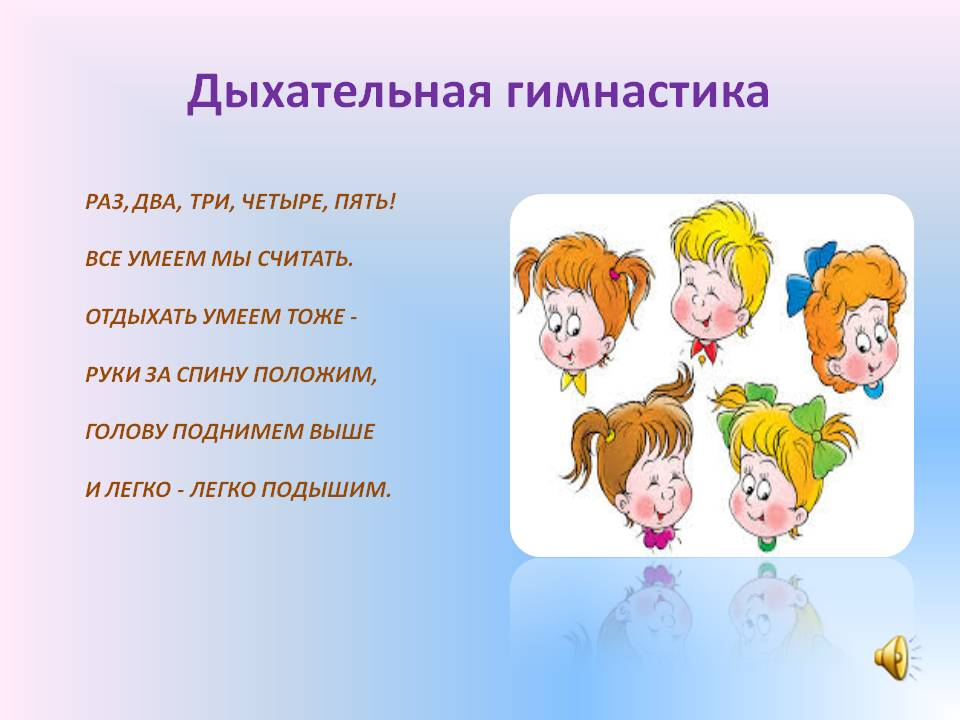 Дыхательная гимнастика
РАЗ, ДВА, ТРИ, ЧЕТЫРЕ, ПЯТЬ!
ВСЕ УМЕЕМ МЫ СЧИТАТЬ.
ОТДЫХАТЬ УМЕЕМ ТОЖЕ -
РУКИ ЗА СПИНУ ПОЛОЖИМ,
ГОЛОВУ ПОДНИМЕМ ВЫШЕ
И ЛЕГКО - ЛЕГКО ПОДЫШИМ.